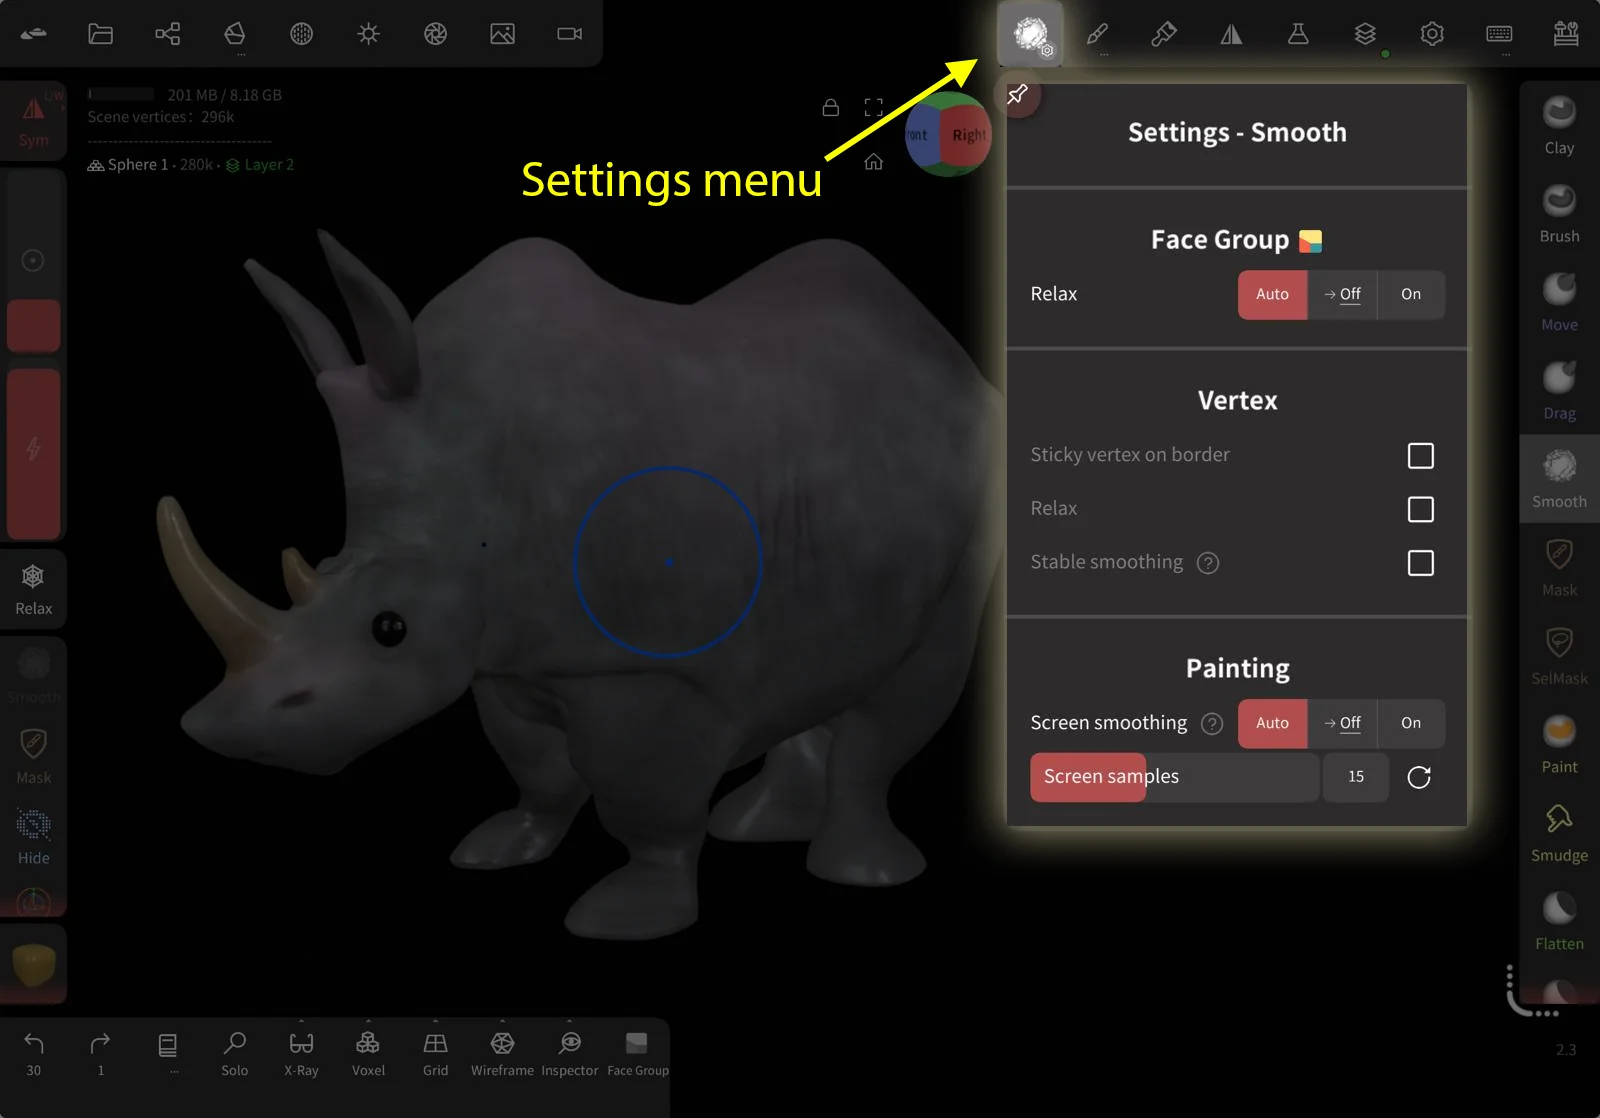 201 MB / 8.18 GB
Scene vertices: 296k
Sphere 1 · 280k · Layer 2
Settings menu
Front
Right
L/W
Sym
Relax
Smooth
Mask
Hide
Settings - Smooth
Face Group
Relax
Auto
→ Off
On
Vertex
Sticky vertex on border
Relax
Stable smoothing ?
Painting
Screen smoothing ?
Auto
→ Off
On
Screen samples
15
Clay
Brush
Move
Drag
Smooth
Mask
SelMask
Paint
Smudge
Flatten
2.3
30
1
...
Solo
X-Ray
Voxel
Grid
Wireframe
Inspector
Face Group